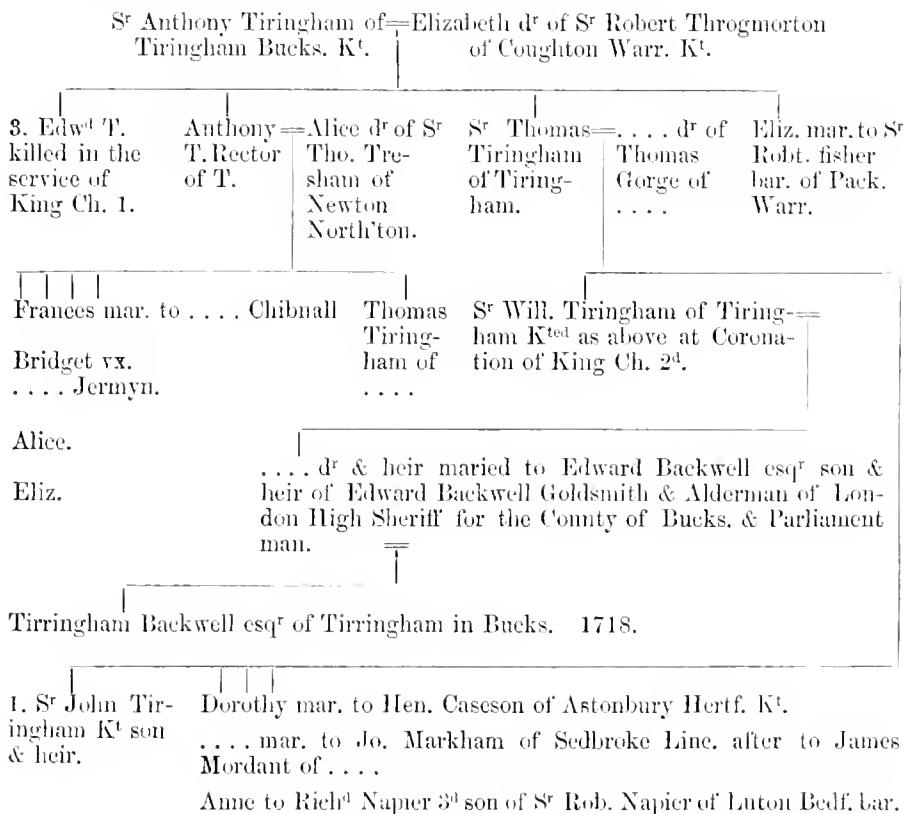 Sʳ Anthony Tiringham of=Elizabeth dʳ of Sʳ Robert Throgmorton
Tiringham Bucks. Kᵗ. of Coughton Warr. Kᵗ.
3. Edwᵈ T.
killed in the
service of
King Ch. 1.
Anthony=Alice dʳ of Sʳ
T. Rector Tho. Tre-
of T. sham of
Newton
North'ton.
Sʳ Thomas=. . . . dʳ of
Tiringham Thomas
of Tiring- Gorge of
ham. . . . .
Eliz. mar. to Sʳ
Robt. fisher
bar. of Pack.
Warr.
Frances mar. to . . . . Chibnall
Bridget vx.
. . . . Jermyn.
Alice.
Eliz.
Thomas
Tiring-
ham of
. . . .
Sʳ Will. Tiringham of Tiring-=
ham Kᵗᵉᵈ as above at Corona-
tion of King Ch. 2ᵈ.
. . . . dʳ & heir maried to Edward Backwell esqʳ son &
heir of Edward Backwell Goldsmith & Alderman of Lon-
don High Sheriff for the County of Bucks. & Parliament
man. =
Tirringham Backwell esqʳ of Tirringham in Bucks. 1718.
1. Sʳ John Tir-
ingham Kᵗ son
& heir.
Dorothy mar. to Hen. Caseson of Astonbury Hertf. Kᵗ.
. . . . mar. to Jo. Markham of Sedbroke Linc. after to James
Mordant of . . . .
Anne to Richᵈ Napier 3ᵈ son of Sʳ Rob. Napier of Luton Bedf. bar.